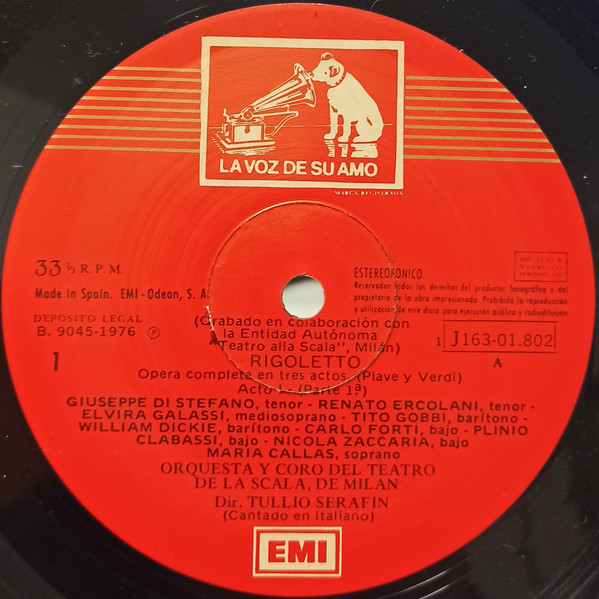 LA VOZ DE SU AMO
MARCA REGISTRADA
33 ⅓ R.P.M.
Made in Spain. EMI-Odeon, S. A.
DEPOSITO LEGAL
B. 9045-1976 Ⓟ
1
ESTEREOFONICO
Reservados todos los derechos del productor fonográfico y del
propietario de la obra impresionada. Prohibida la reproducción
y utilización de este disco para ejecución pública y radiodifusión
1 J163-01.802
A
(Grabado en colaboración con
la Entidad Autónoma
"Teatro alla Scala", Milán)
RIGOLETTO
Opera completa en tres actos (Piave y Verdi)
Acto I - (Parte 1ª)
GIUSEPPE DI STEFANO, tenor - RENATO ERCOLANI, tenor -
ELVIRA GALASSI, mediosoprano - TITO GOBBI, barítono -
WILLIAM DICKIE, barítono - CARLO FORTI, bajo - PLINIO
CLABASSI, bajo - NICOLA ZACCARIA, bajo
MARIA CALLAS, soprano
ORQUESTA Y CORO DEL TEATRO
DE LA SCALA, DE MILAN
Dir. TULLIO SERAFIN
(Cantado en italiano)
EMI